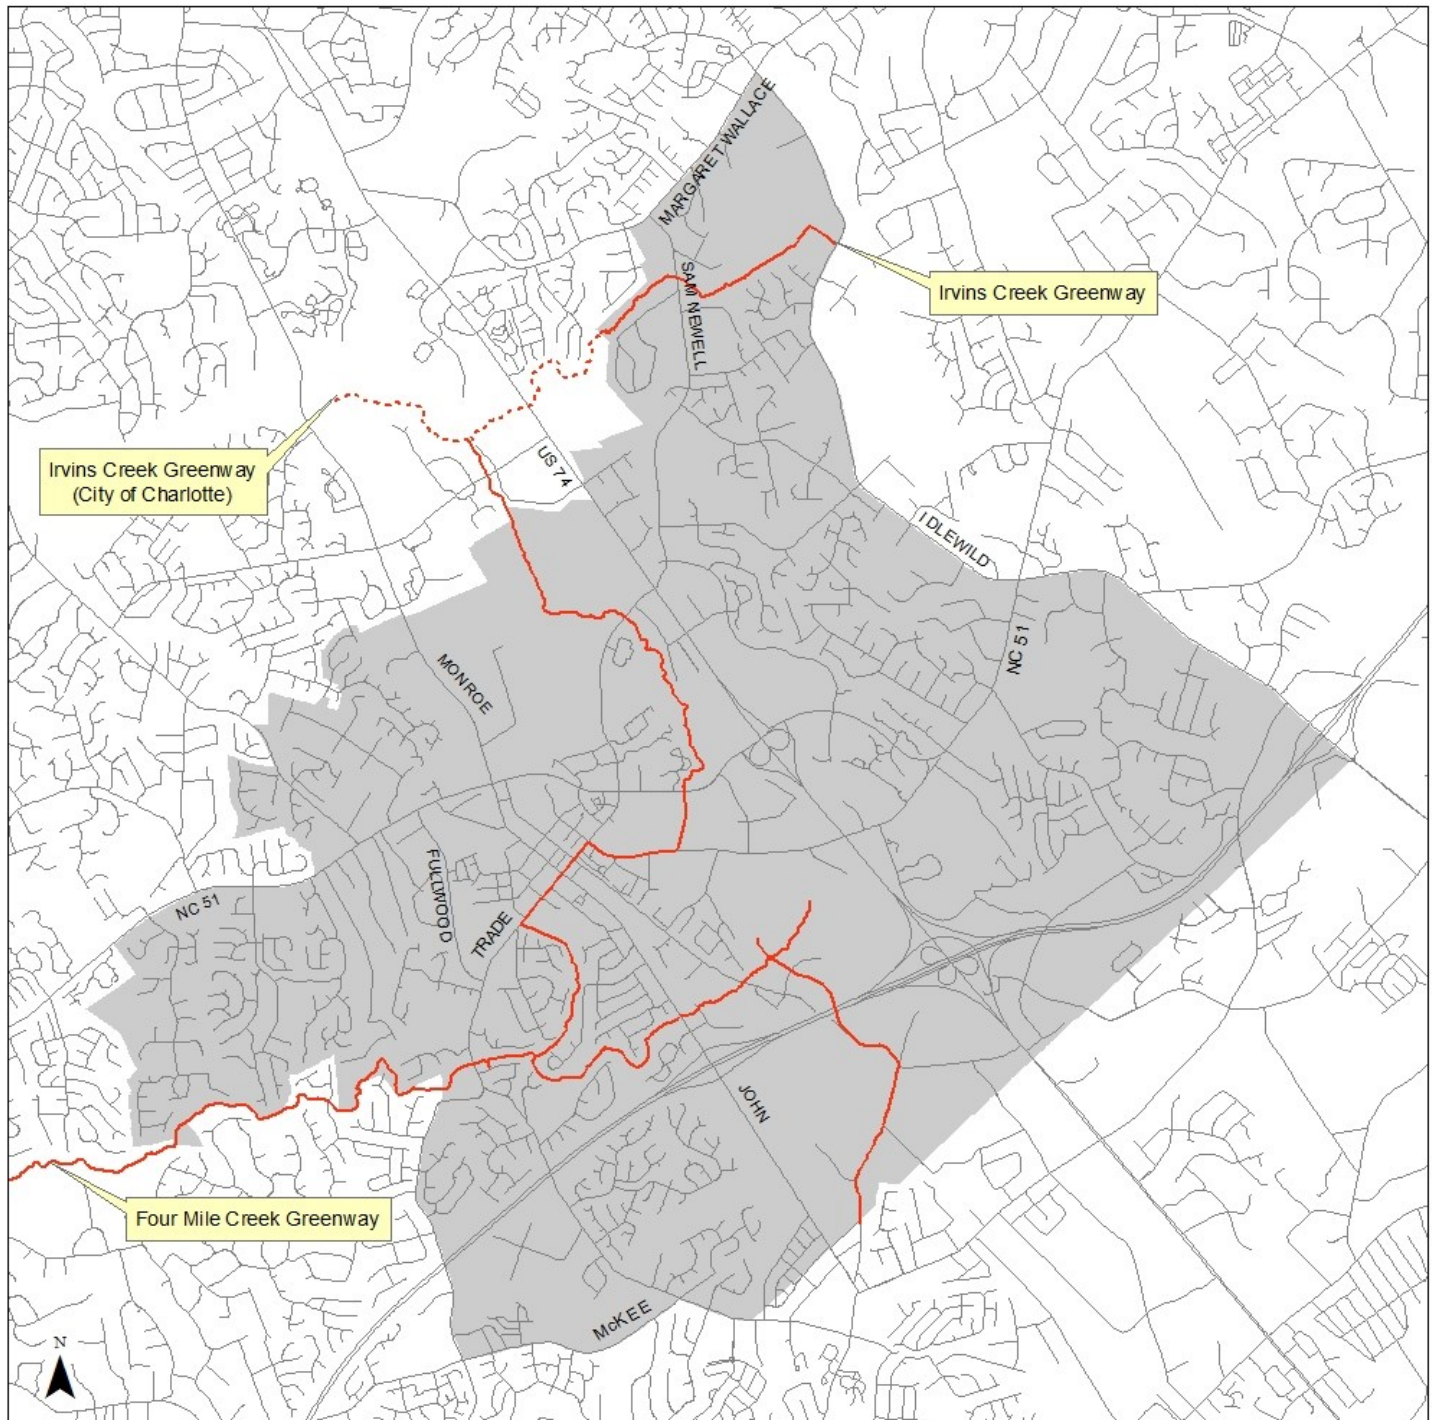 MARGARET WALLACE
SAM NEWELL
Irvins Creek Greenway
Irvins Creek Greenway
(City of Charlotte)
US 74
IDLEWILD
NC 51
MONROE
FULLWOOD
NC 51
TRADE
JOHN
Four Mile Creek Greenway
McKEE
N